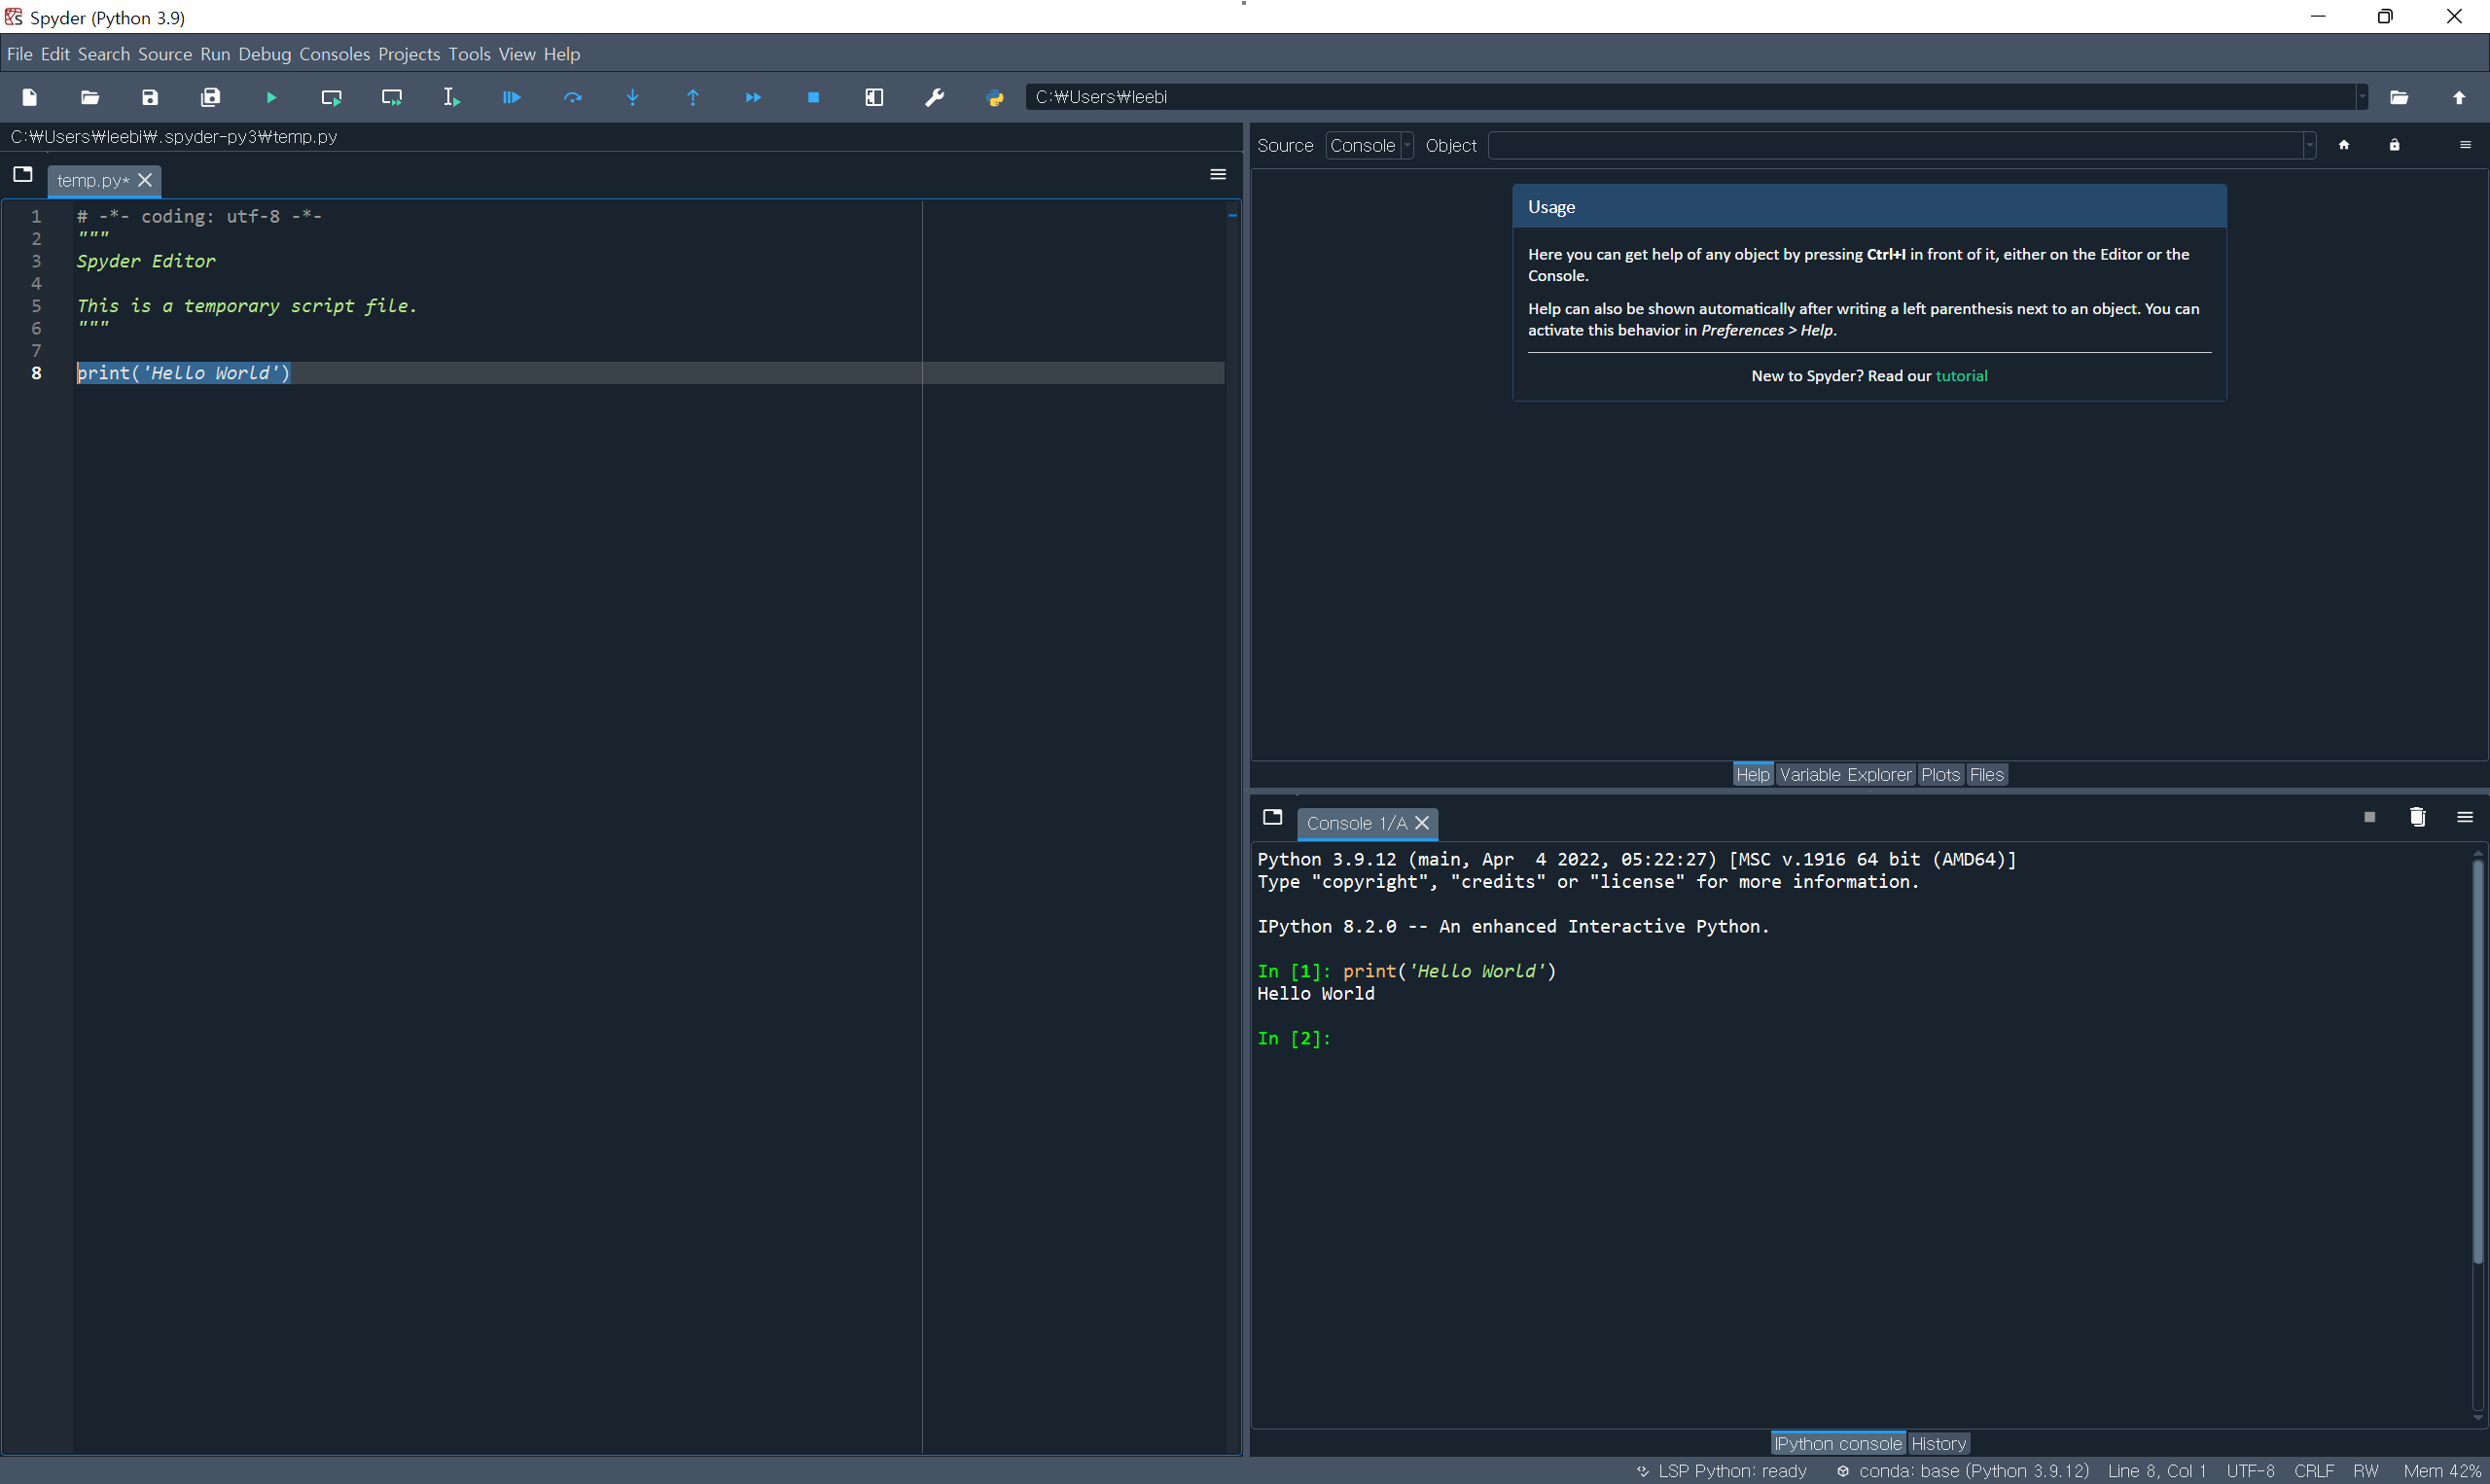 Spyder (Python 3.9)
File Edit Search Source Run Debug Consoles Projects Tools View Help
C:₩Users₩leebi
C:₩Users₩leebi₩.spyder-py3₩temp.py
temp.py*
1 # -*- coding: utf-8 -*-
2 """
3 Spyder Editor
4
5 This is a temporary script file.
6 """
7
8 print('Hello World')
Source Console Object
Usage
Here you can get help of any object by pressing Ctrl+I in front of it, either on the Editor or the
Console.
Help can also be shown automatically after writing a left parenthesis next to an object. You can
activate this behavior in Preferences > Help.
New to Spyder? Read our tutorial
Help Variable Explorer Plots Files
Console 1/A
Python 3.9.12 (main, Apr  4 2022, 05:22:27) [MSC v.1916 64 bit (AMD64)]
Type "copyright", "credits" or "license" for more information.
IPython 8.2.0 -- An enhanced Interactive Python.
In [1]: print('Hello World')
Hello World
In [2]:
IPython console History
LSP Python: ready conda: base (Python 3.9.12) Line 8, Col 1 UTF-8 CRLF RW Mem 42%